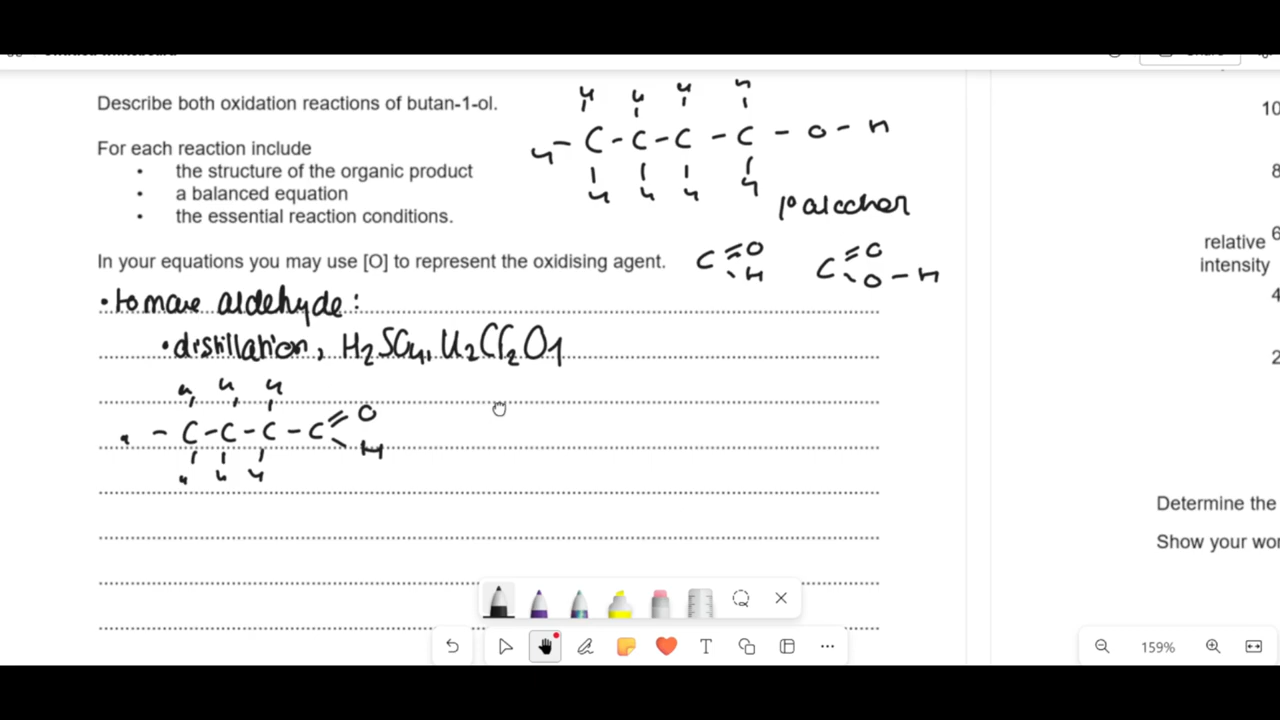 Describe both oxidation reactions of butan-1-ol.
For each reaction include
• the structure of the organic product
• a balanced equation
• the essential reaction conditions.
In your equations you may use [O] to represent the oxidising agent.
H H H H
H - C - C - C - C - O - H
H H H H
1° alcohol
C = O H
C = O O - H
• to make aldehyde:
• distillation, H2SO4, K2Cr2O7
H H H
H - C - C - C - C = O H
H H H
10
8
6
relative
intensity
4
2
Determine the
Show your wor
159%